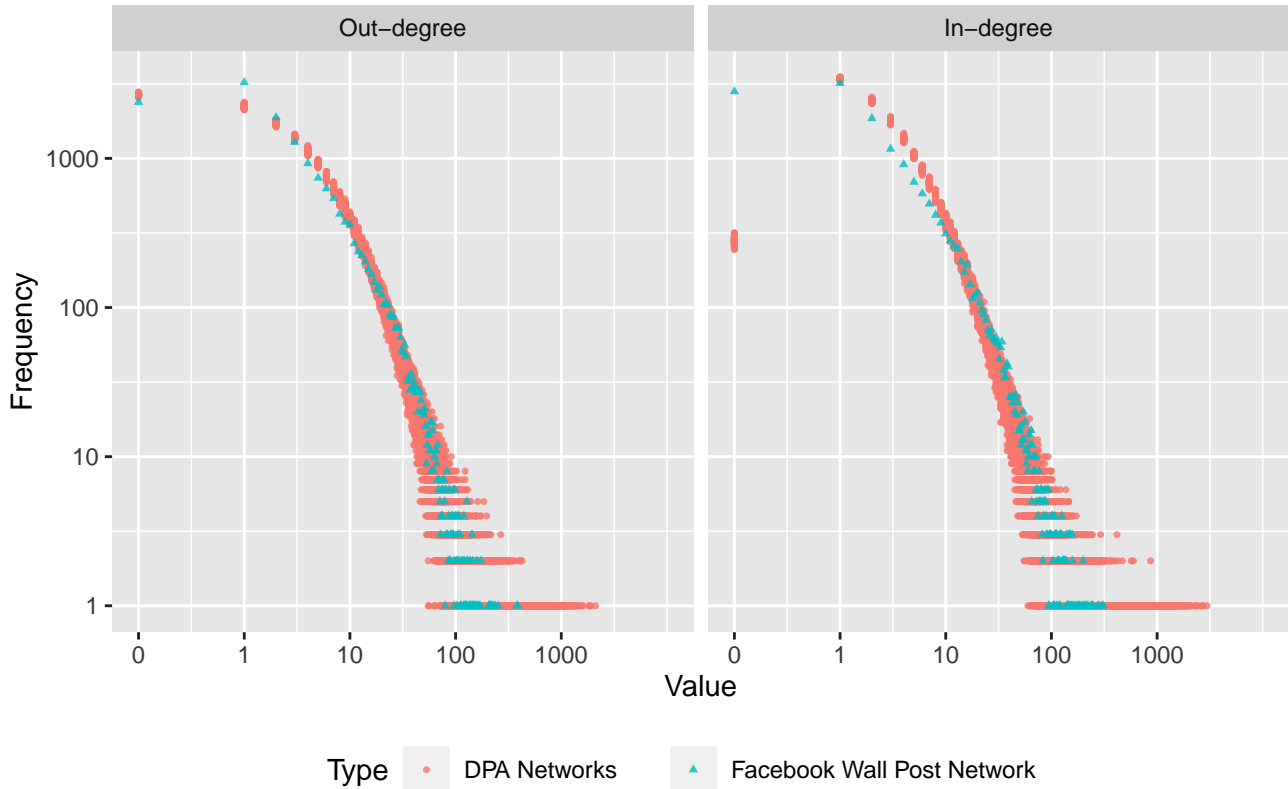 Out−degree
In−degree
1000
100
10
1
Frequency
0 1 10 100 1000
0 1 10 100 1000
Value
Type DPA Networks Facebook Wall Post Network